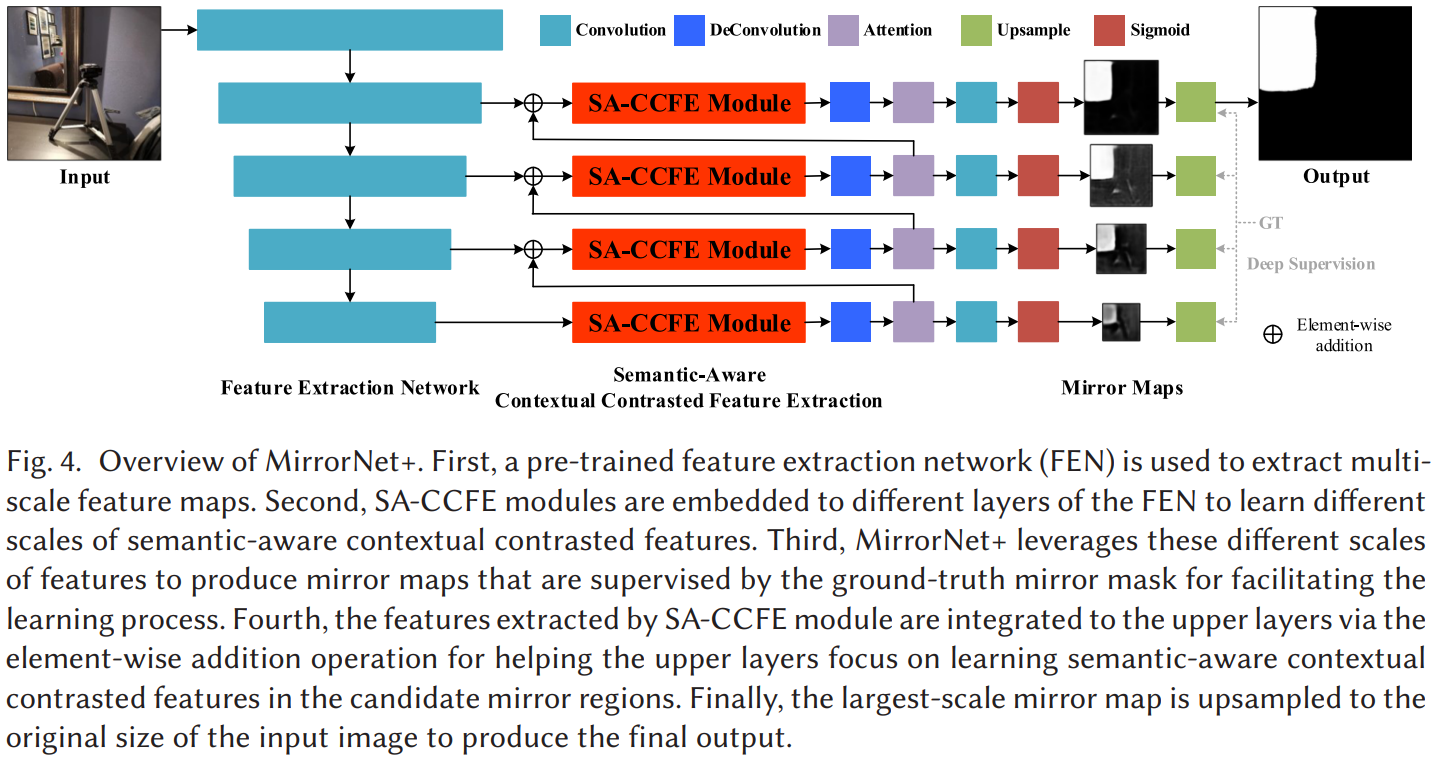 Convolution DeConvolution Attention Upsample Sigmoid
SA-CCFE Module
SA-CCFE Module
Input
Output
SA-CCFE Module
GT
Deep Supervision
SA-CCFE Module
Element-wise
addition
Feature Extraction Network
Semantic-Aware
Contextual Contrasted Feature Extraction
Mirror Maps
Fig. 4. Overview of MirrorNet+. First, a pre-trained feature extraction network (FEN) is used to extract multi-
scale feature maps. Second, SA-CCFE modules are embedded to different layers of the FEN to learn different
scales of semantic-aware contextual contrasted features. Third, MirrorNet+ leverages these different scales
of features to produce mirror maps that are supervised by the ground-truth mirror mask for facilitating the
learning process. Fourth, the features extracted by SA-CCFE module are integrated to the upper layers via the
element-wise addition operation for helping the upper layers focus on learning semantic-aware contextual
contrasted features in the candidate mirror regions. Finally, the largest-scale mirror map is upsampled to the
original size of the input image to produce the final output.